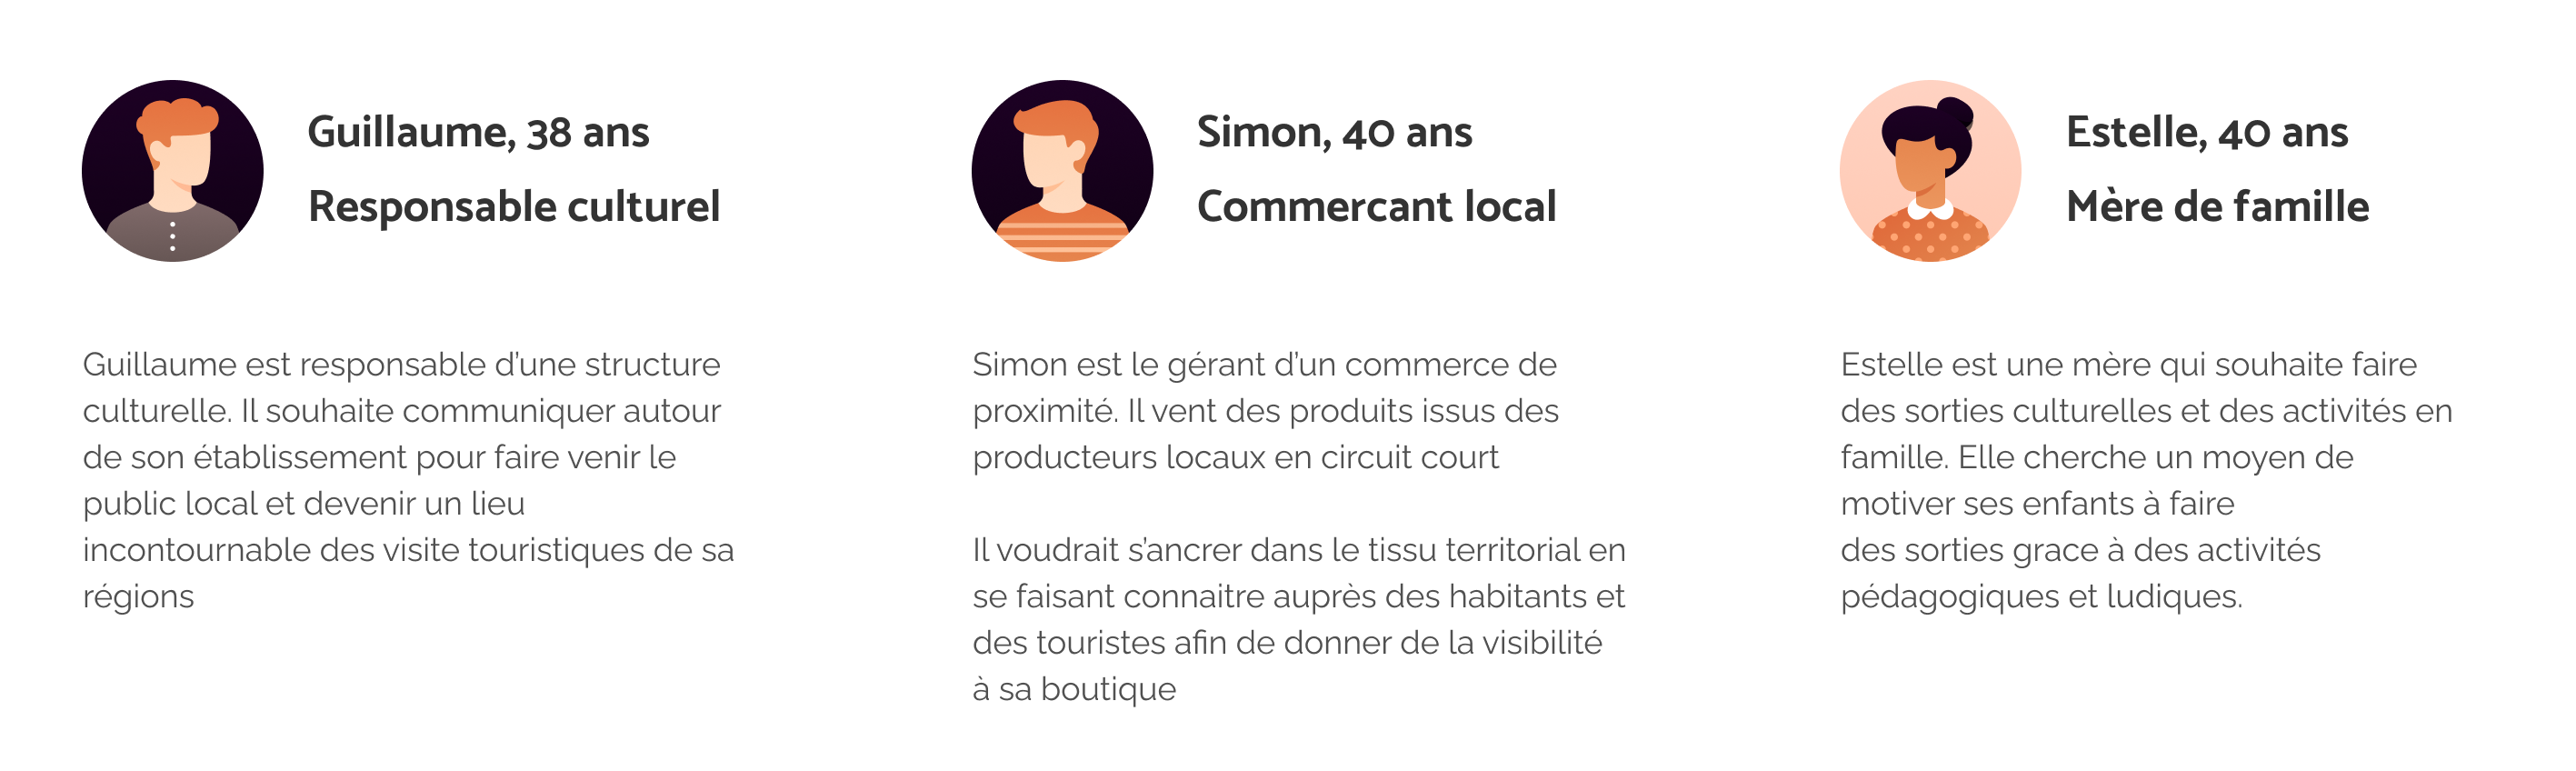 Guillaume, 38 ans
Responsable culturel
Guillaume est responsable d’une structure
culturelle. Il souhaite communiquer autour
de son établissement pour faire venir le
public local et devenir un lieu
incontournable des visite touristiques de sa
régions
Simon, 40 ans
Commercant local
Simon est le gérant d’un commerce de
proximité. Il vent des produits issus des
producteurs locaux en circuit court
Il voudrait s’ancrer dans le tissu territorial en
se faisant connaitre auprès des habitants et
des touristes afin de donner de la visibilité
à sa boutique
Estelle, 40 ans
Mère de famille
Estelle est une mère qui souhaite faire
des sorties culturelles et des activités en
famille. Elle cherche un moyen de
motiver ses enfants à faire
des sorties grace à des activités
pédagogiques et ludiques.